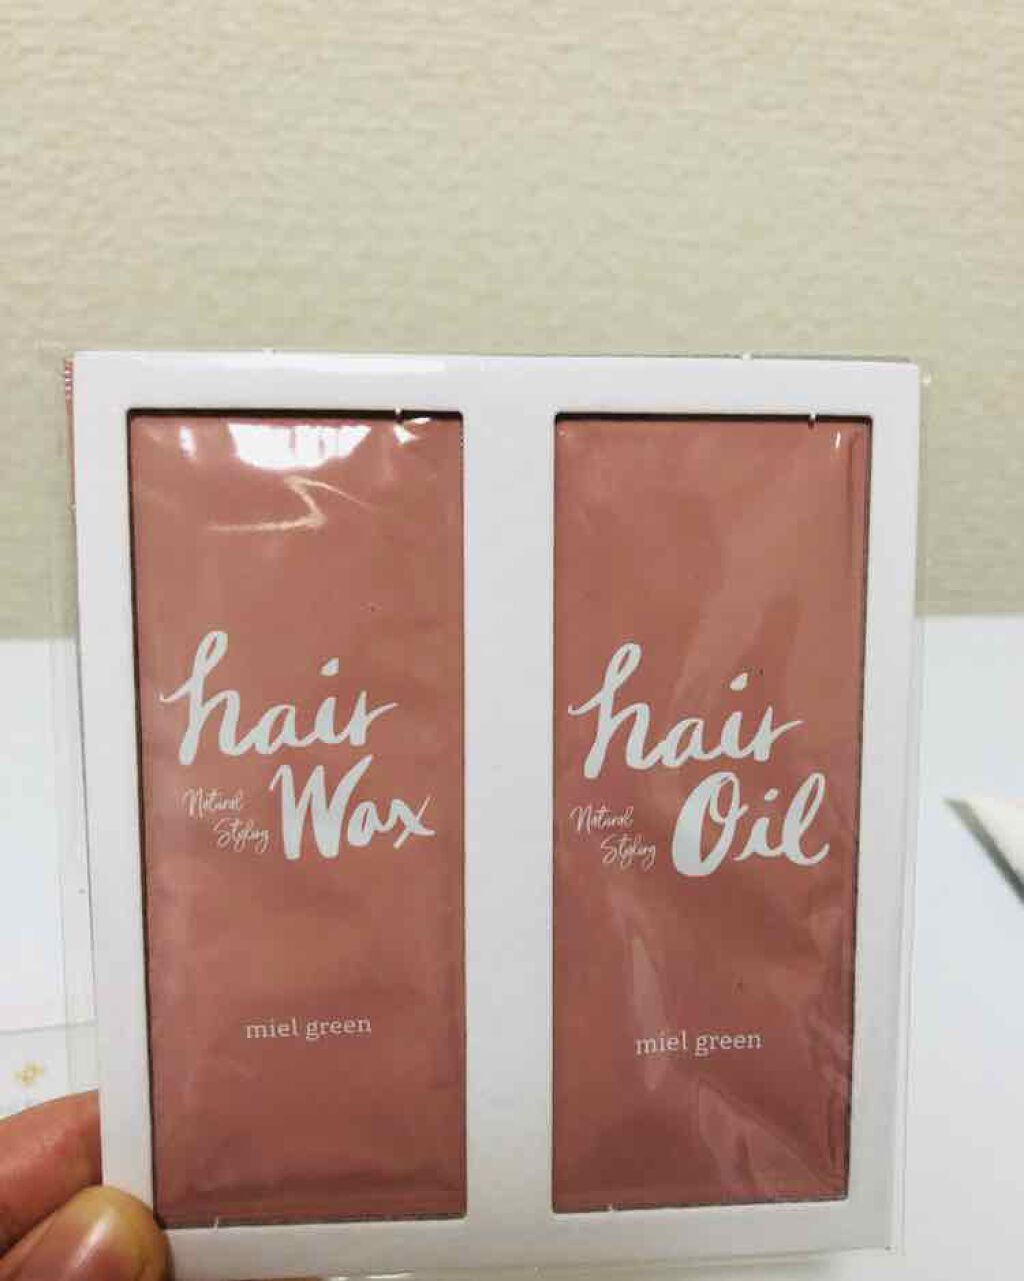 hair
Wax
Natural
Styling
miel green
hair
Oil
Natural
Styling
miel green